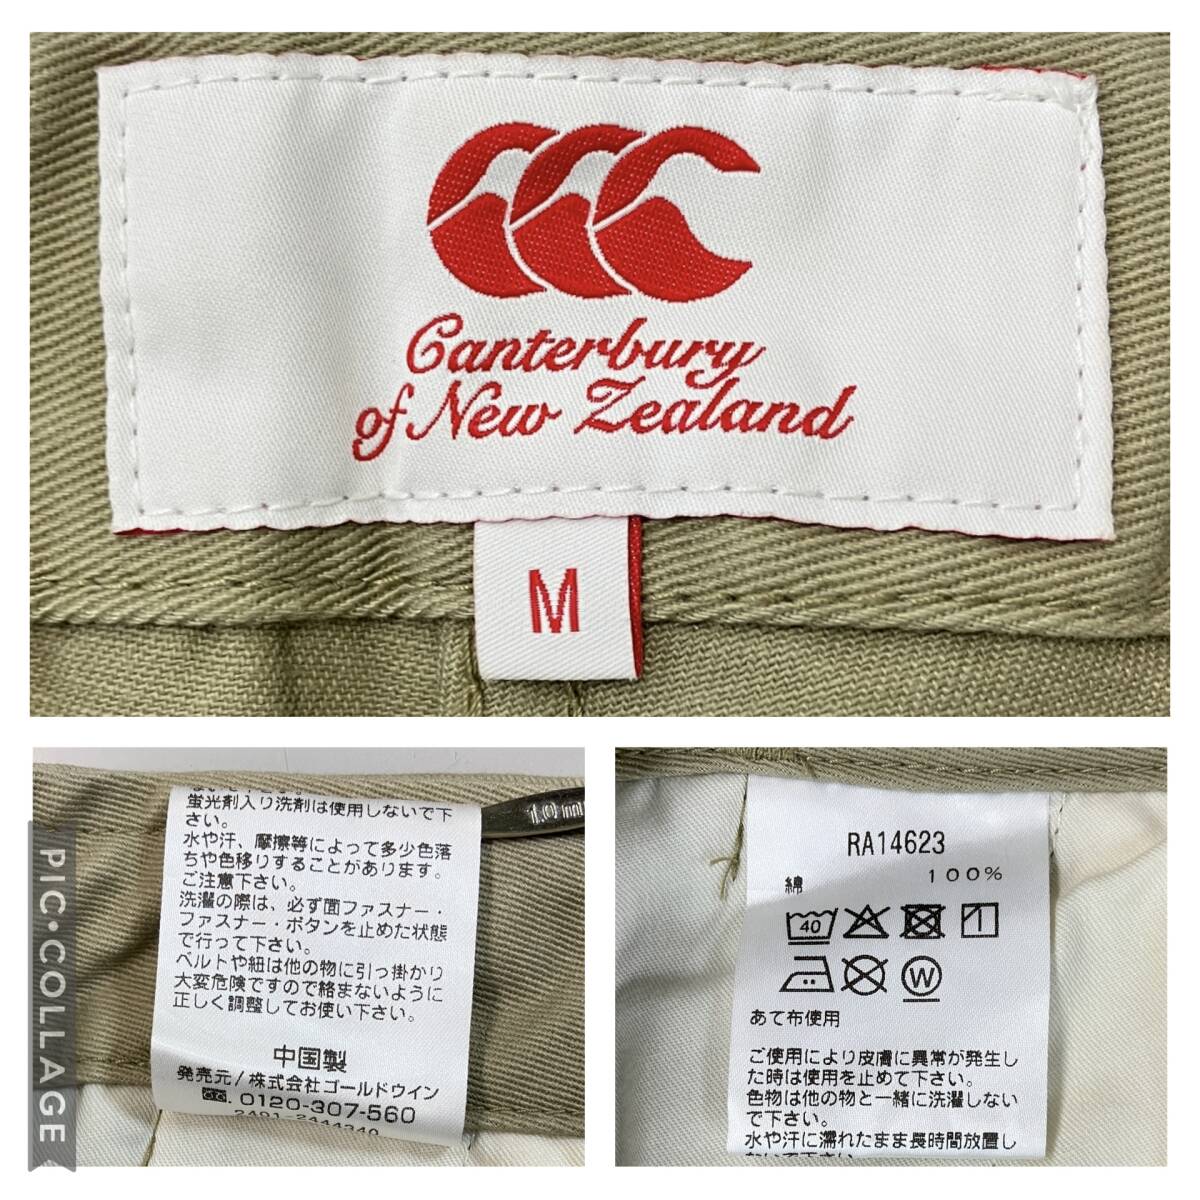 Canterbury
of New Zealand
M
蛍光剤入り洗剤は使用しないで下
さい。
水や汗、摩擦等によって多少色落
ちや色移りすることがあります。
ご注意下さい。
洗濯の際は、必ず面ファスナー・
ファスナー・ボタンを止めた状態
で行って下さい。
ベルトや紐は他の物に引っ掛かり
大変危険ですので絡まないように
正しく調整してお使い下さい。
中国製
発売元/株式会社ゴールドウイン
0120-307-560
1.0m
RA14623
綿 100%
40
W
あて布使用
ご使用により皮膚に異常が発生し
た時は使用を止めて下さい。
色物は他の物と一緒に洗濯しない
で下さい。
水や汗に濡れたまま長時間放置し
PIC•COLLAGE